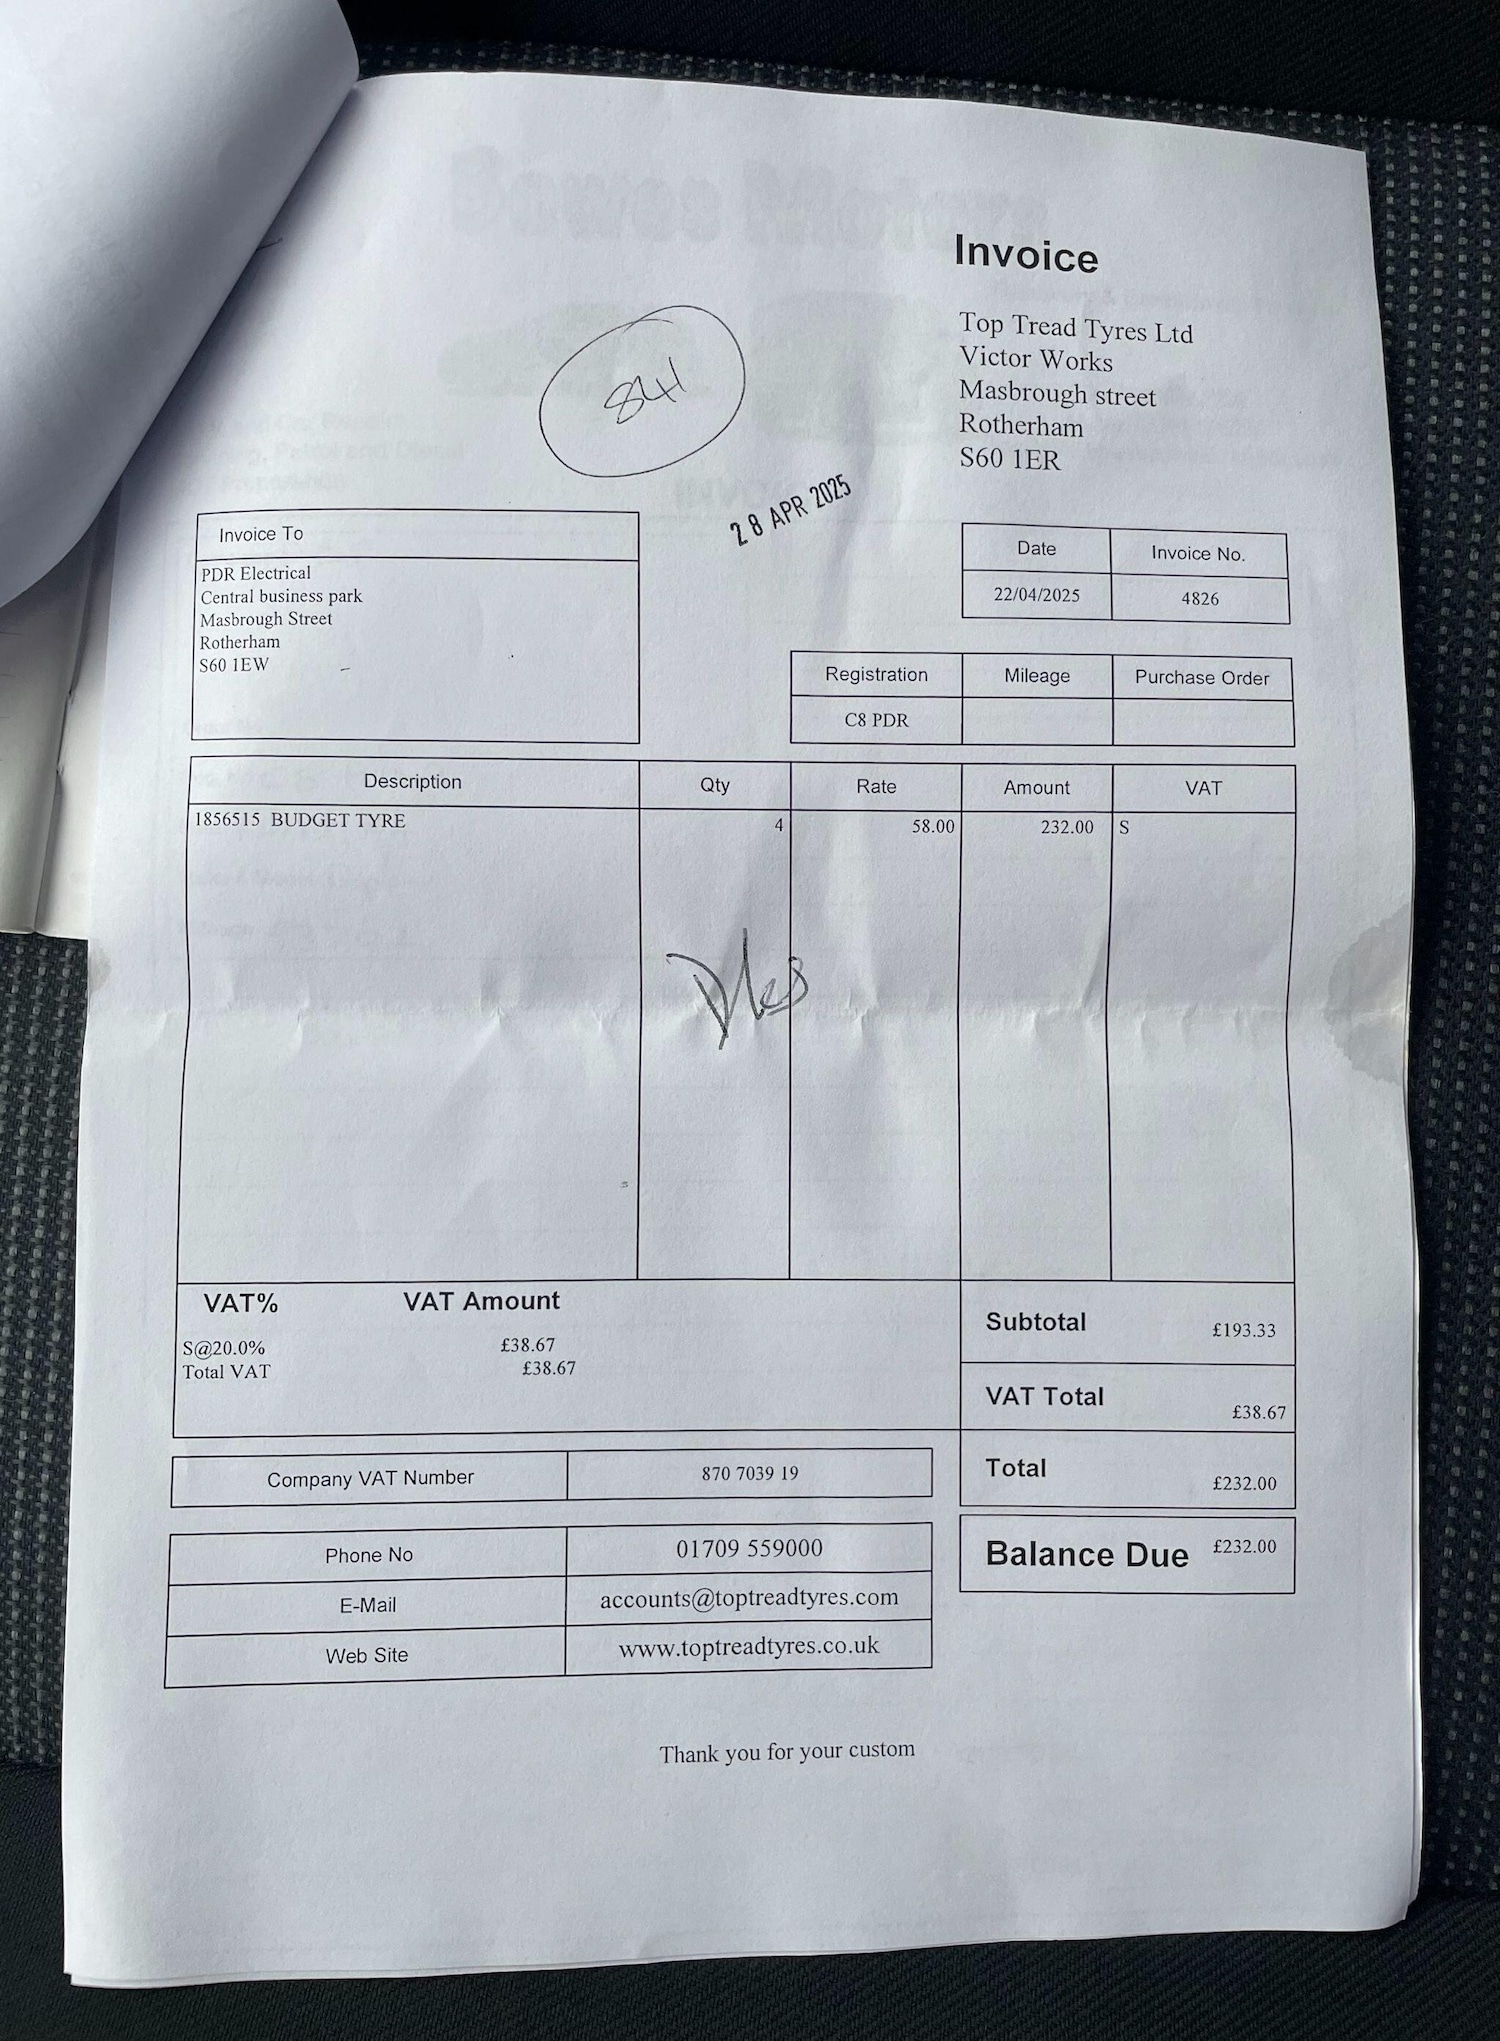 Invoice
Top Tread Tyres Ltd
Victor Works
Masbrough street
Rotherham
S60 1ER
841
28 APR 2025
Invoice To
PDR Electrical
Central business park
Masbrough Street
Rotherham
S60 1EW
Date Invoice No.
22/04/2025 4826
Registration Mileage Purchase Order
C8 PDR
Description Qty Rate Amount VAT
1856515 BUDGET TYRE 4 58.00 232.00 S
VAT% VAT Amount
S@20.0% £38.67
Total VAT £38.67
Subtotal £193.33
VAT Total £38.67
Total £232.00
Balance Due £232.00
Company VAT Number 870 7039 19
Phone No 01709 559000
E-Mail accounts@toptreadtyres.com
Web Site www.toptreadtyres.co.uk
Thank you for your custom